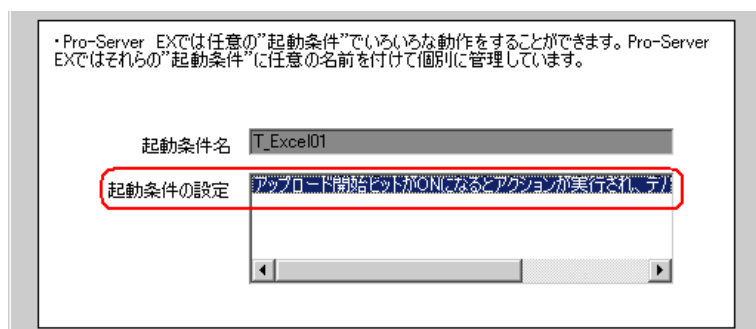 ・Pro-Server EXでは任意の”起動条件”でいろいろな動作をすることができます。Pro-Server
EXではそれらの”起動条件”に任意の名前を付けて個別に管理しています。
起動条件名 T_Excel01
起動条件の設定 アップロード開始ビットがONになるとアクションが実行され、デバ